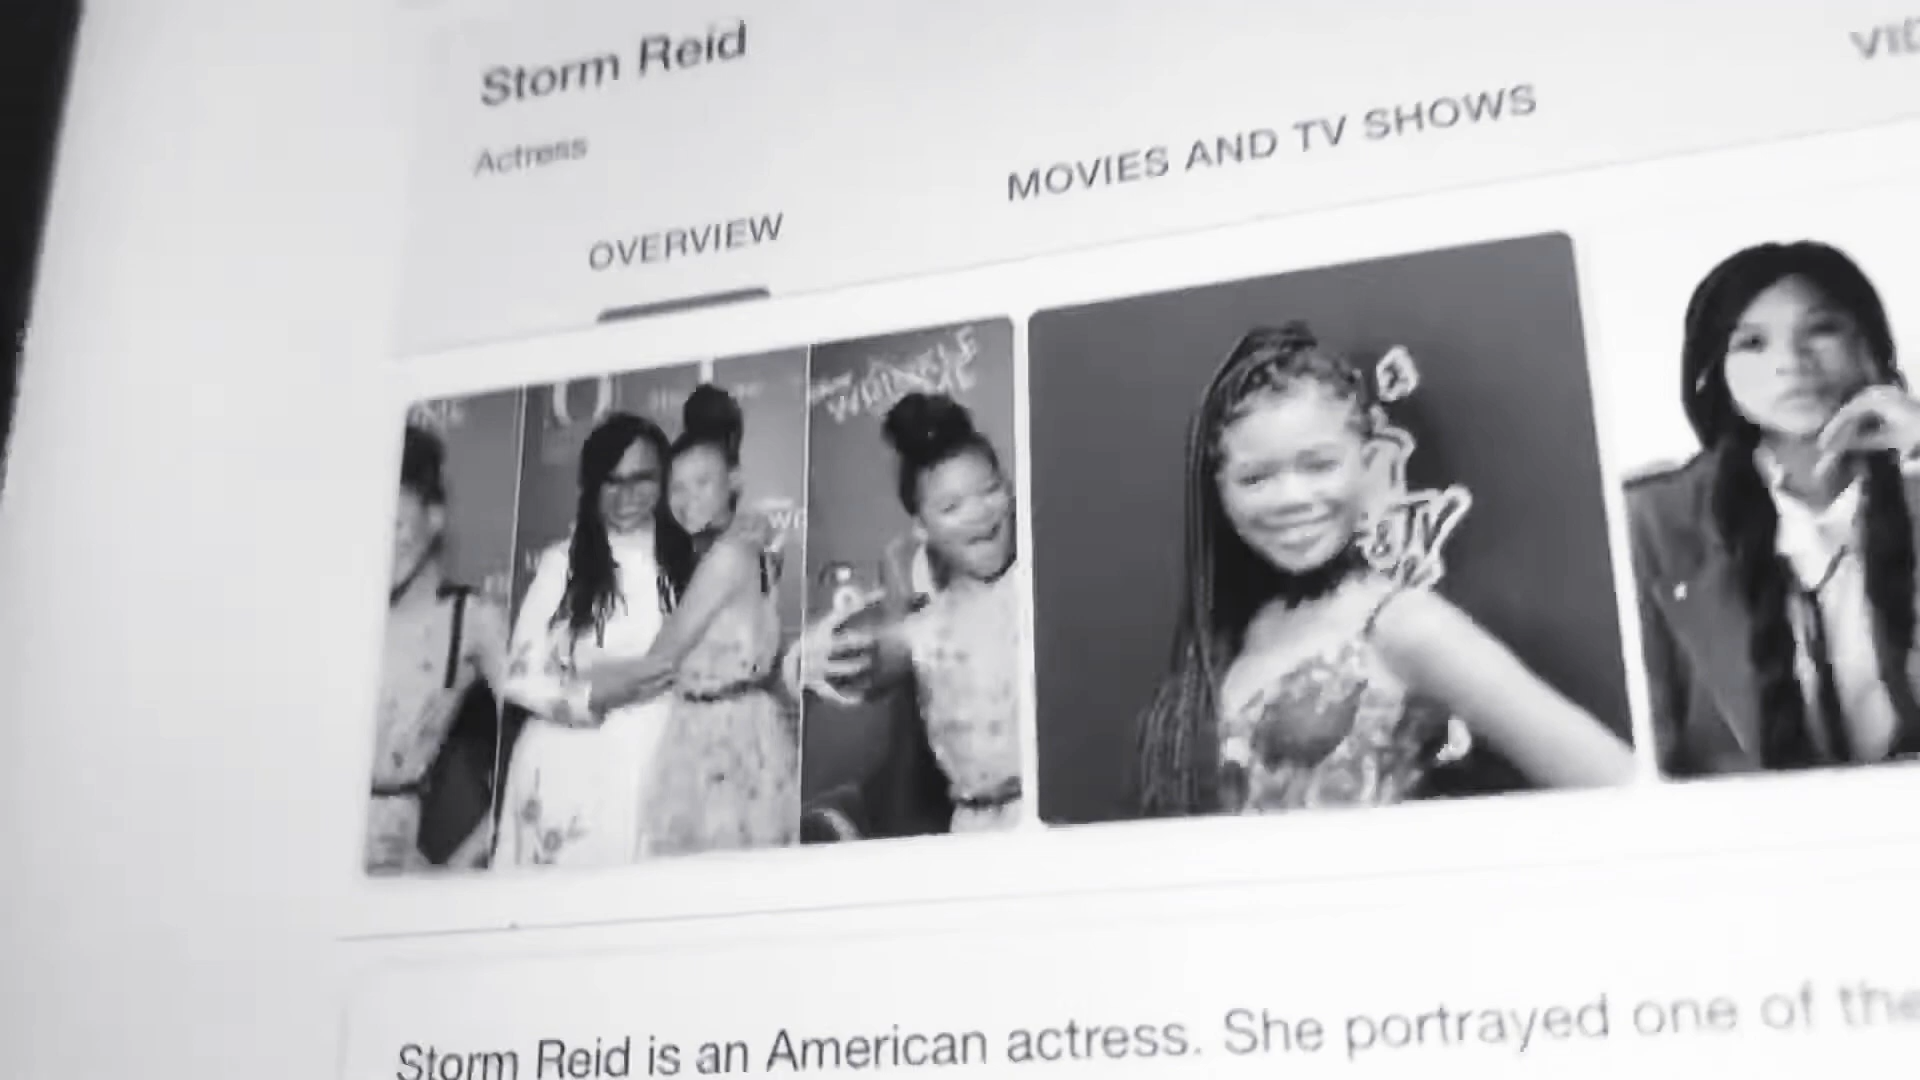 Storm Reid
Actress
OVERVIEW
MOVIES AND TV SHOWS
&TV
Storm Reid is an American actress. She portrayed one of the